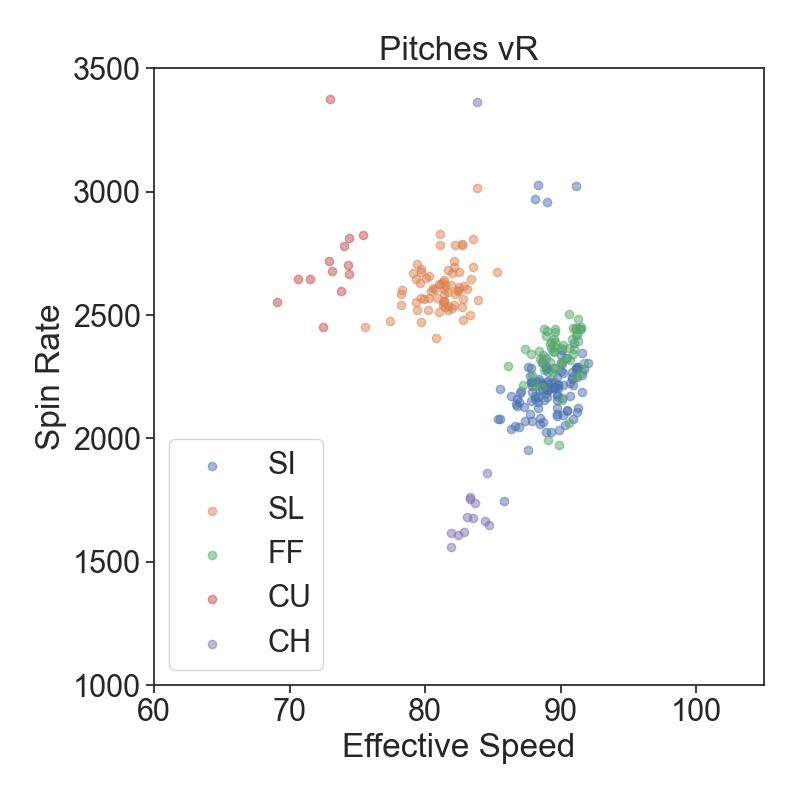 Pitches vR
Spin Rate
3500
3000
2500
2000
1500
1000
SI
SL
FF
CU
CH
60 70 80 90 100
Effective Speed